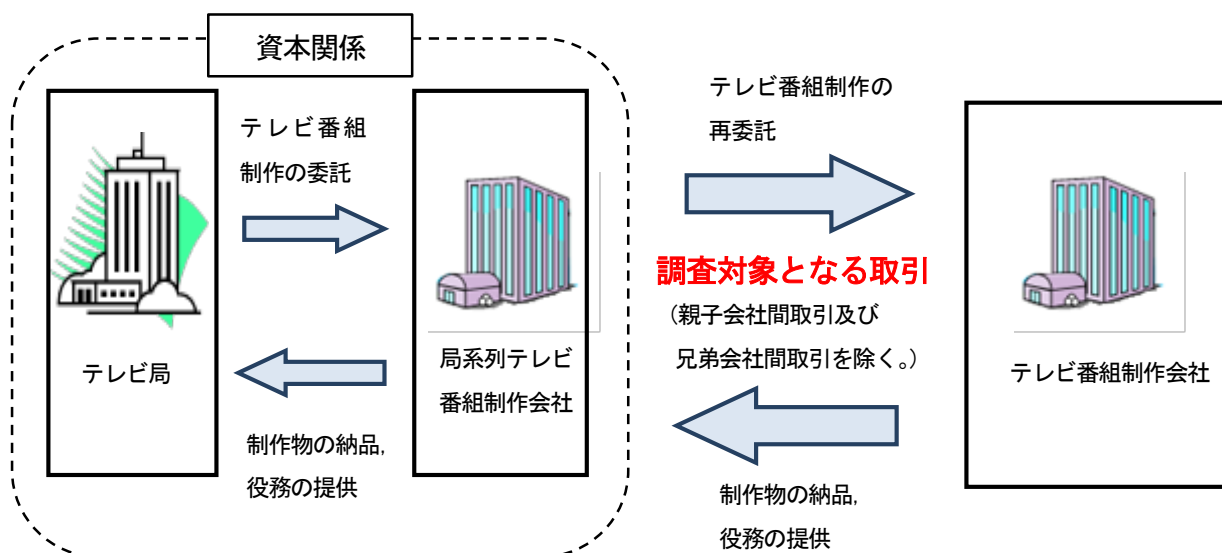 資本関係
テレビ番組
制作の委託
テレビ局
局系列テレビ
番組制作会社
制作物の納品,
役務の提供
テレビ番組制作の
再委託
調査対象となる取引
（親子会社間取引及び
兄弟会社間取引を除く。）
テレビ番組制作会社
制作物の納品,
役務の提供